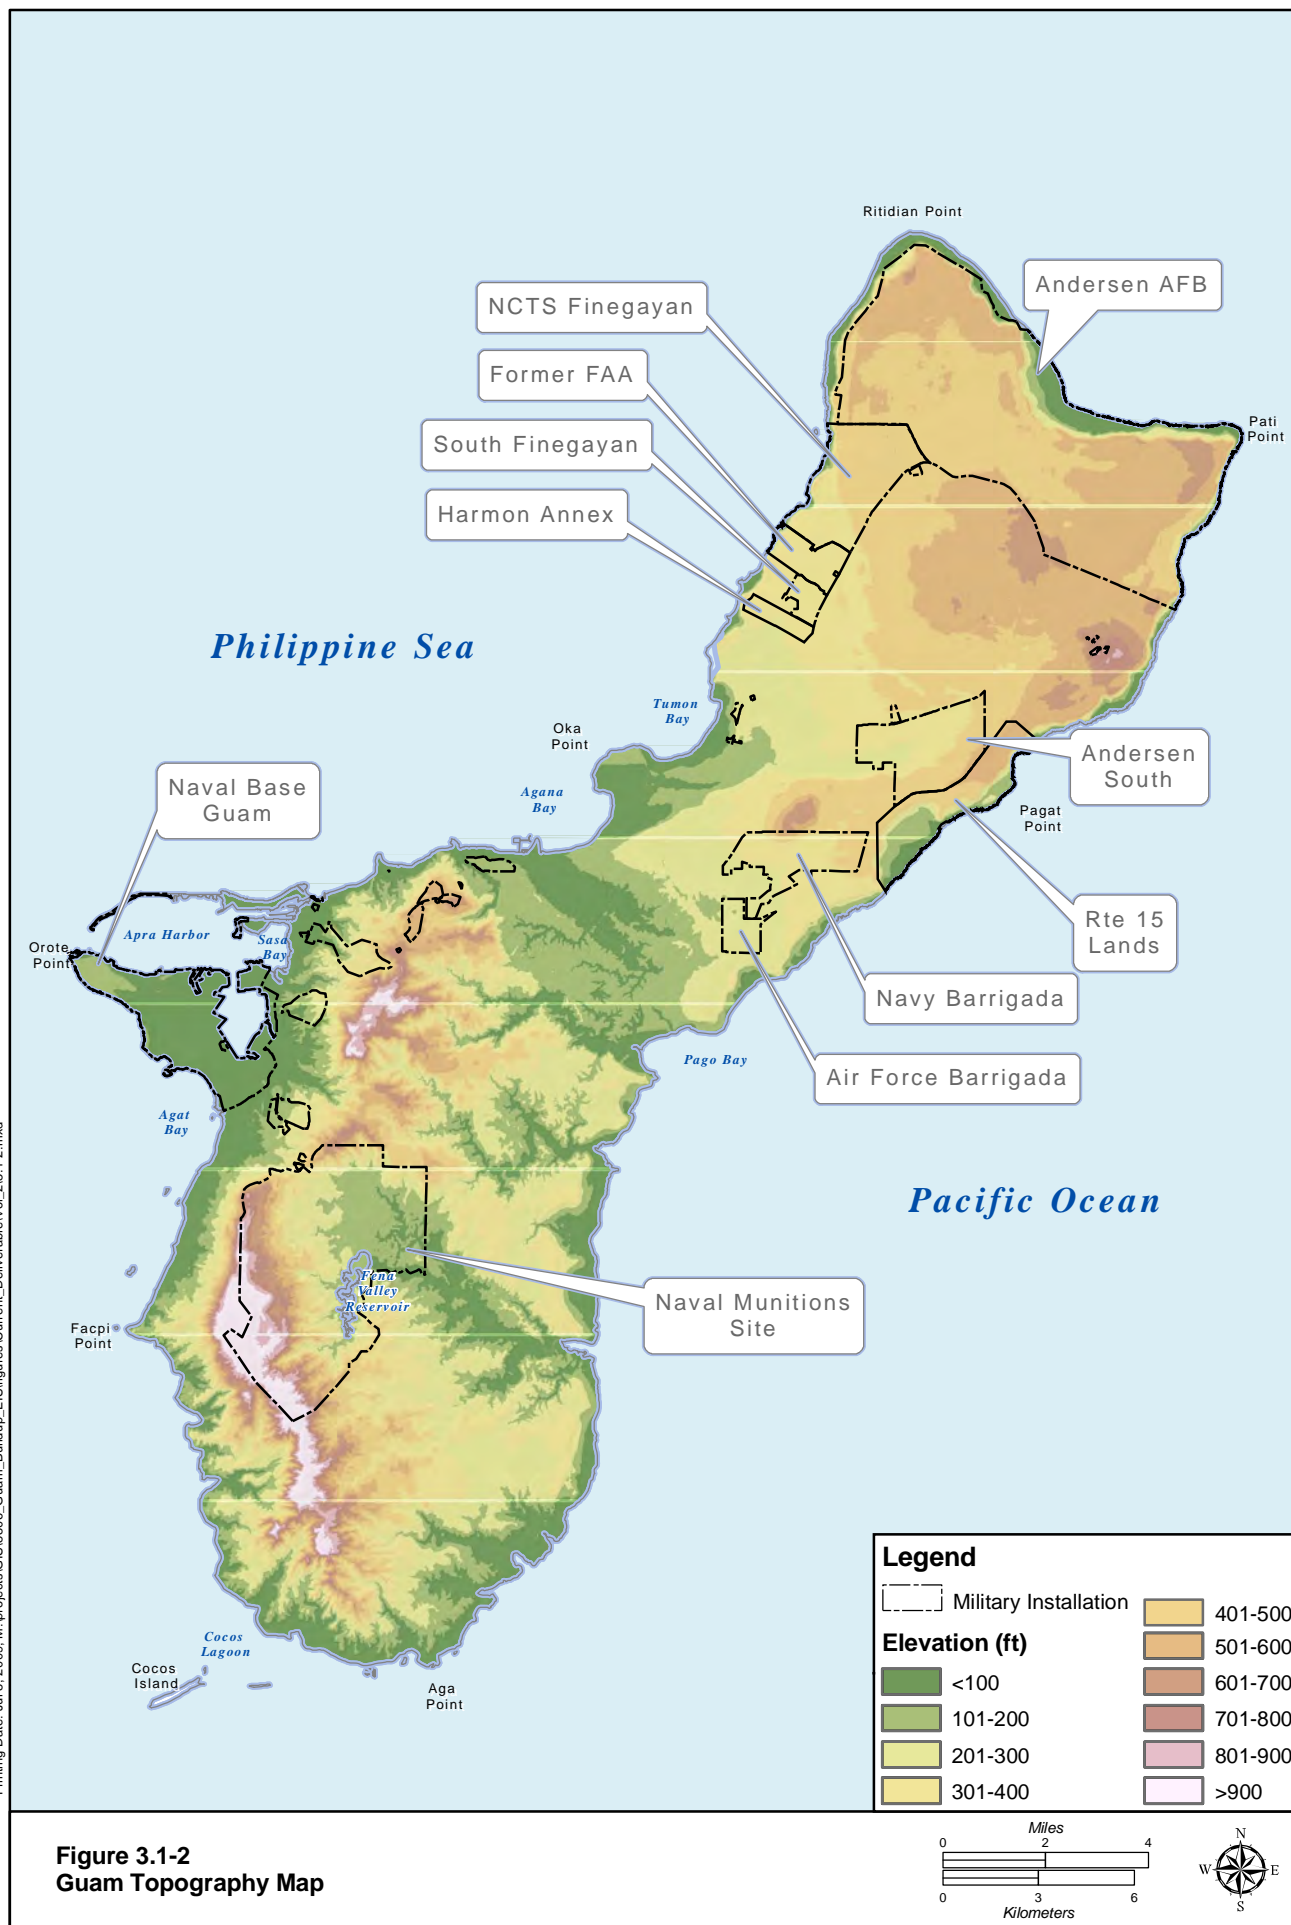 Ritidian Point
Andersen AFB
NCTS Finegayan
Former FAA
South Finegayan
Harmon Annex
Pati
Point
Philippine Sea
Tumon
Bay
Oka
Point
Andersen
South
Naval Base
Guam
Agana
Bay
Pagat
Point
Rte 15
Lands
Apra Harbor
Sasa
Bay
Orote
Point
Navy Barrigada
Pago Bay
Air Force Barrigada
Agat
Bay
Pacific Ocean
Fena
Valley
Reservoir
Naval Munitions
Site
Facpi
Point
Cocos
Lagoon
Cocos
Island
Aga
Point
Legend
Military Installation
Elevation (ft)
<100
101-200
201-300
301-400
401-500
501-600
601-700
701-800
801-900
>900
Figure 3.1-2
Guam Topography Map
Miles
0 2 4
0 3 6
Kilometers
N
W E
S